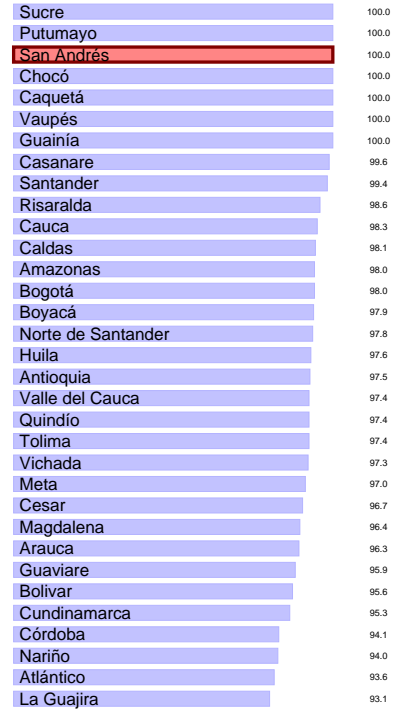 Sucre 100.0
Putumayo 100.0
San Andrés 100.0
Chocó 100.0
Caquetá 100.0
Vaupés 100.0
Guainía 100.0
Casanare 99.6
Santander 99.4
Risaralda 98.6
Cauca 98.3
Caldas 98.1
Amazonas 98.0
Bogotá 98.0
Boyacá 97.9
Norte de Santander 97.8
Huila 97.6
Antioquia 97.5
Valle del Cauca 97.4
Quindío 97.4
Tolima 97.4
Vichada 97.3
Meta 97.0
Cesar 96.7
Magdalena 96.4
Arauca 96.3
Guaviare 95.9
Bolivar 95.6
Cundinamarca 95.3
Córdoba 94.1
Nariño 94.0
Atlántico 93.6
La Guajira 93.1